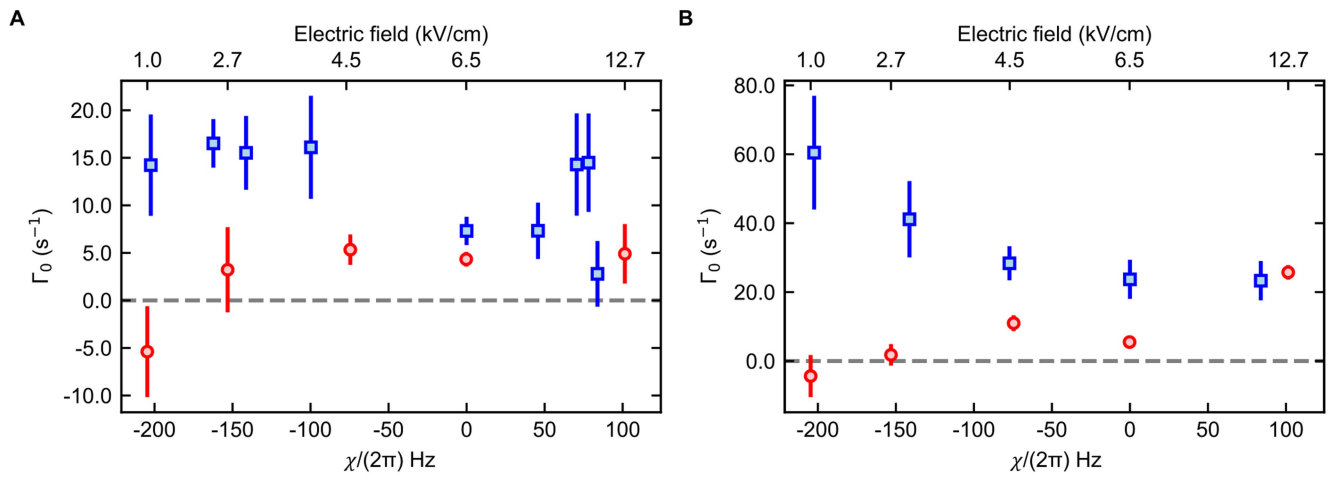 A
Electric field (kV/cm)
1.0 2.7 4.5 6.5 12.7
20.0
15.0
10.0
5.0
0.0
-5.0
-10.0
Γ₀ (s⁻¹)
-200 -150 -100 -50 0 50 100
χ/(2π) Hz
B
Electric field (kV/cm)
1.0 2.7 4.5 6.5 12.7
80.0
60.0
40.0
20.0
0.0
Γ₀ (s⁻¹)
-200 -150 -100 -50 0 50 100
χ/(2π) Hz